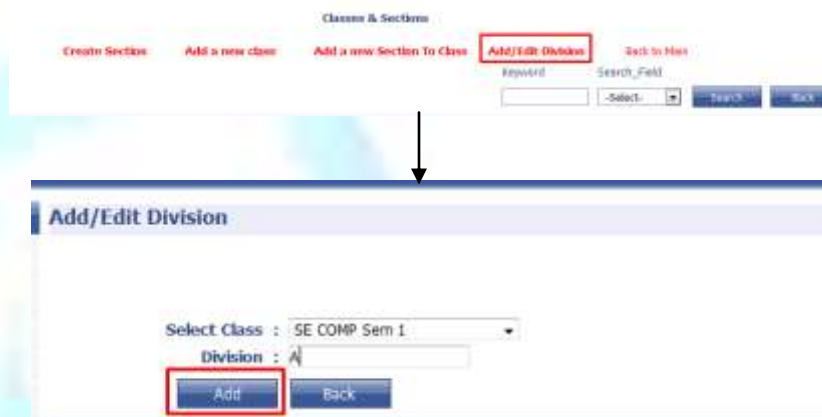 Classes & Sections
Create Section Add a new class Add a new Section To Class Add/Edit Division Back to Main
Keyword Search_Field
-Select- Search Back
Add/Edit Division
Select Class : SE COMP Sem 1
Division : A
Add Back